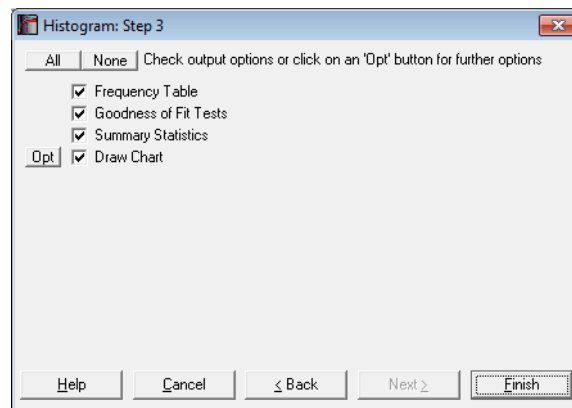 Histogram: Step 3
All None Check output options or click on an 'Opt' button for further options
Frequency Table
Goodness of Fit Tests
Summary Statistics
Opt Draw Chart
Help Cancel < Back Next > Finish